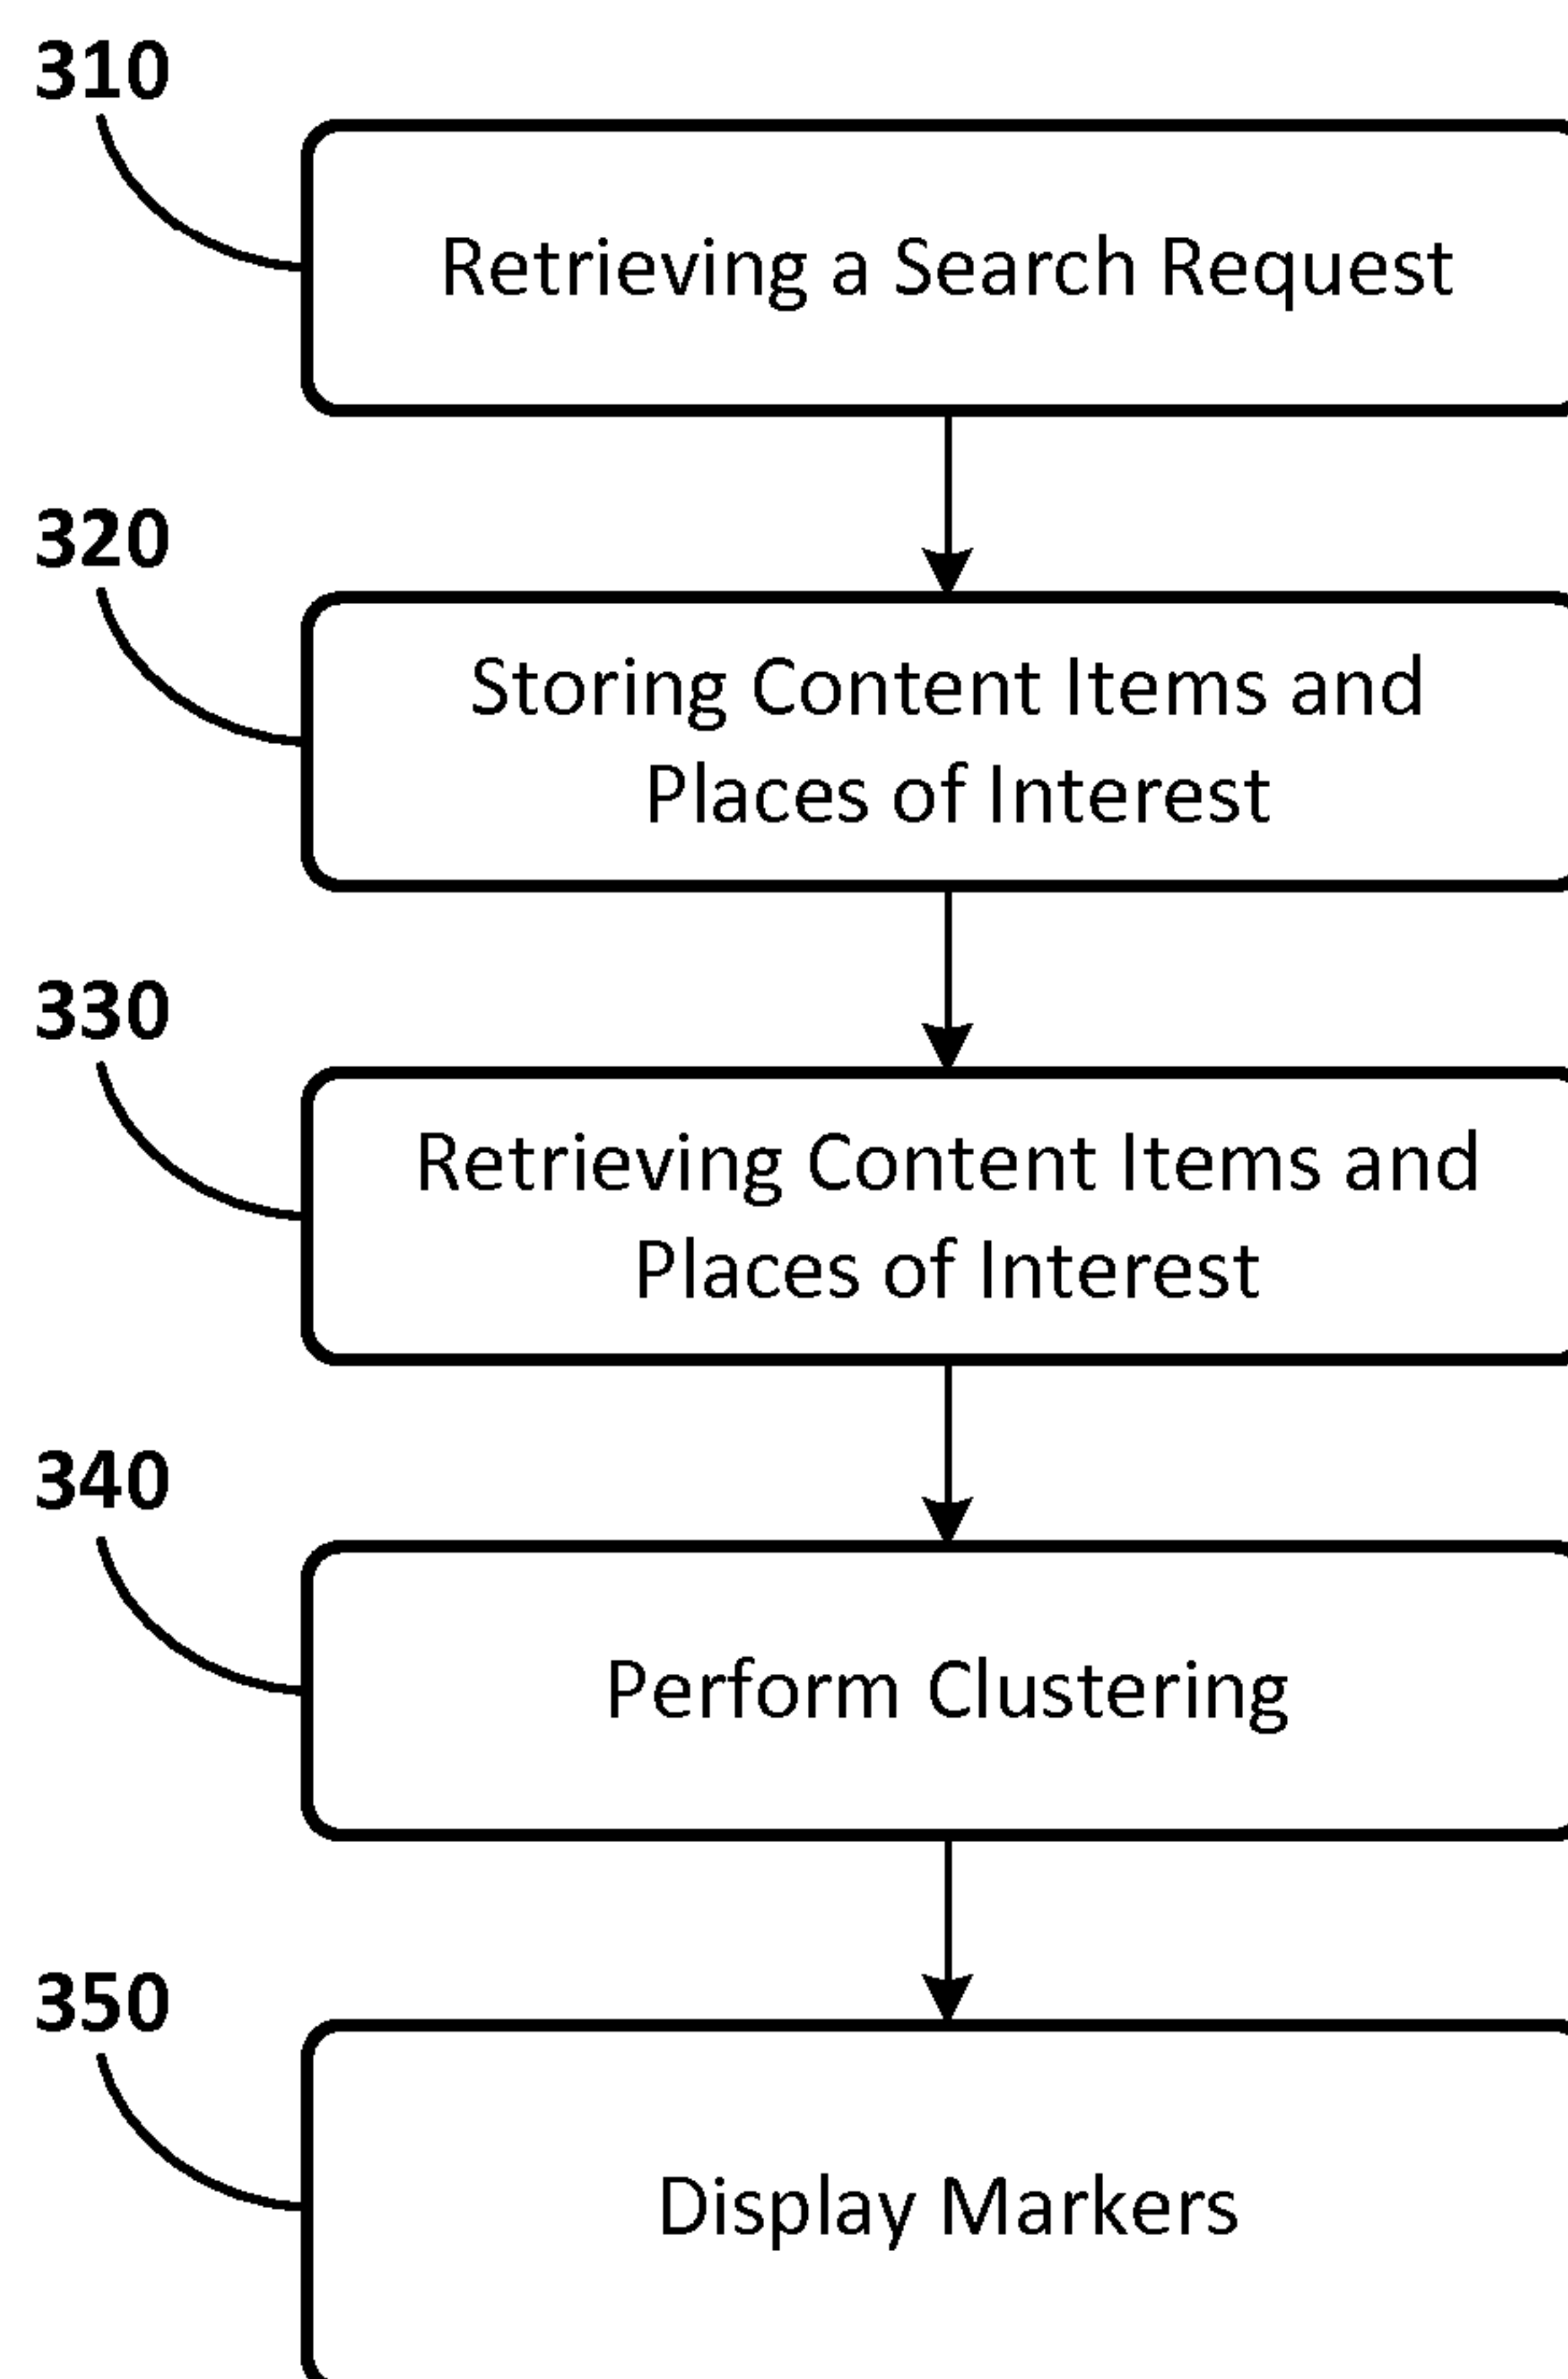 310
Retrieving a Search Request
320
Storing Content Items and
Places of Interest
330
Retrieving Content Items and
Places of Interest
340
Perform Clustering
350
Display Markers